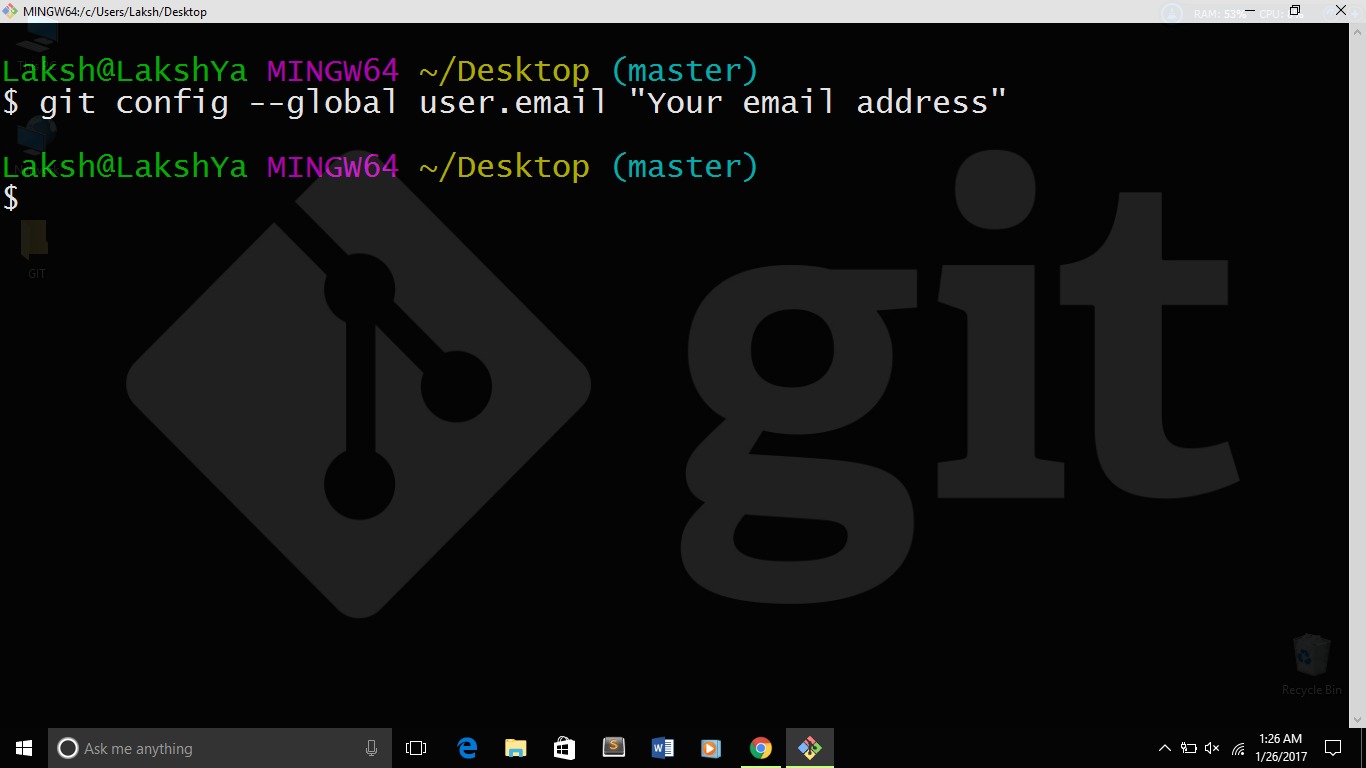 MINGW64:/c/Users/Laksh/Desktop
RAM: 53% CPU:
Laksh@LakshYa MINGW64 ~/Desktop (master)
$ git config --global user.email "Your email address"
Laksh@LakshYa MINGW64 ~/Desktop (master)
$
GIT
git
Recycle Bin
Ask me anything
1:26 AM
1/26/2017